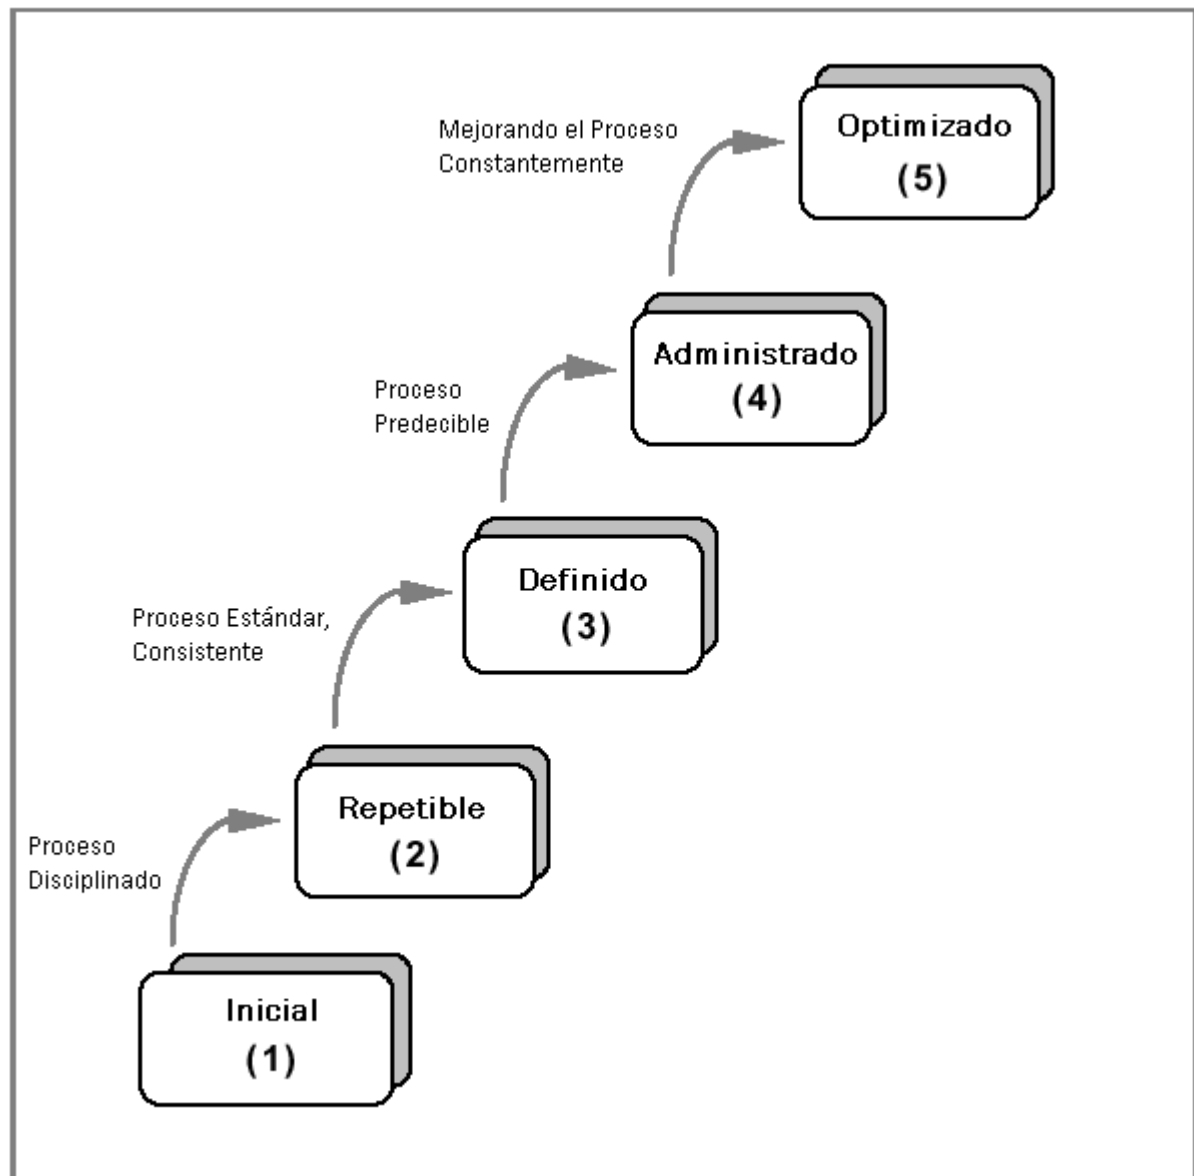 Optimizado
(5)
Mejorando el Proceso
Constantemente
Administrado
(4)
Proceso
Predecible
Definido
(3)
Proceso Estándar,
Consistente
Repetible
(2)
Proceso
Disciplinado
Inicial
(1)